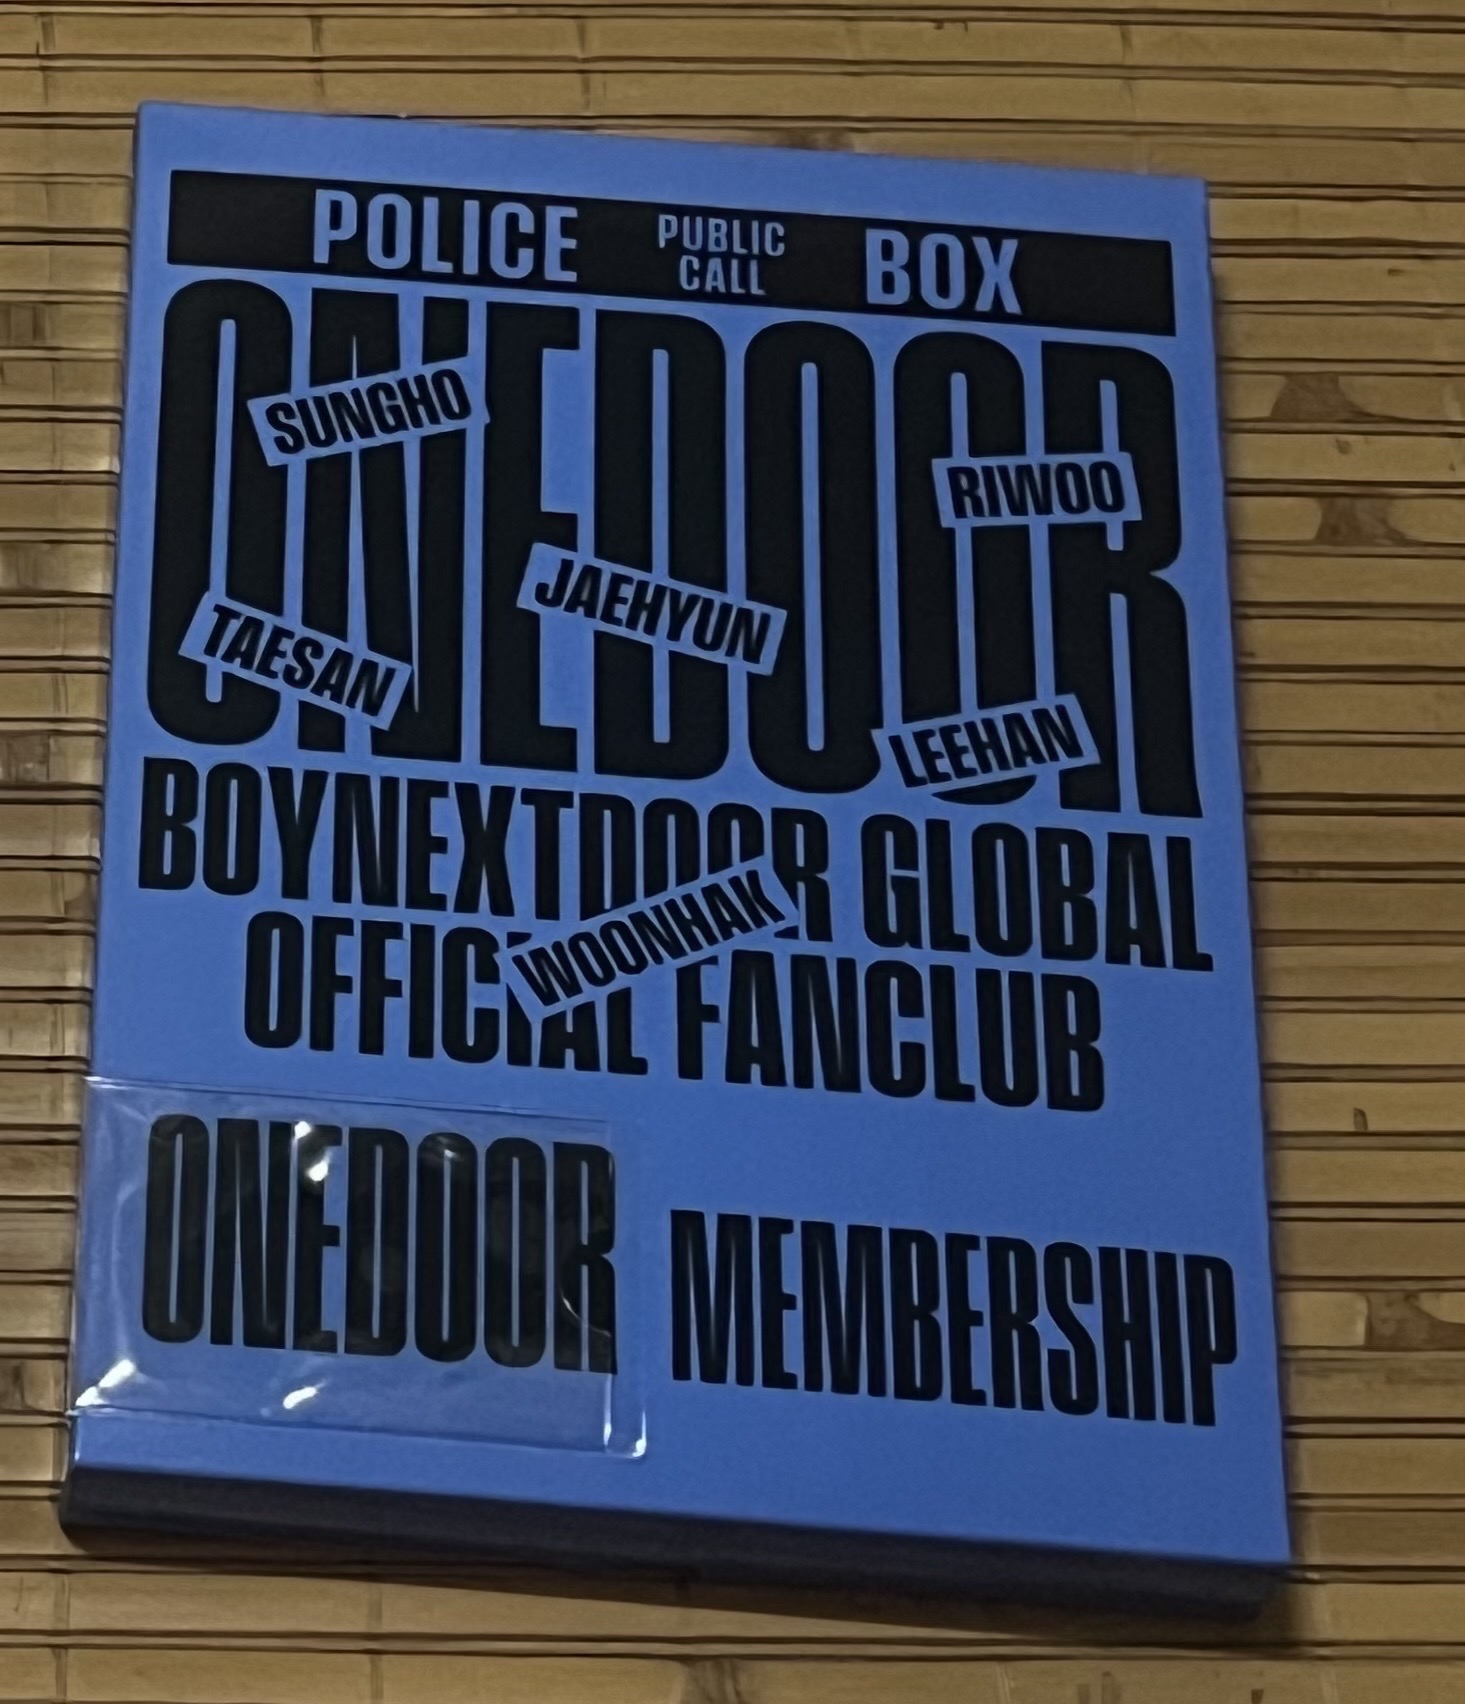 POLICE PUBLIC CALL BOX
ONEDOOR
SUNGHO
RIWOO
JAEHYUN
TAESAN
LEEHAN
BOYNEXTDOOR GLOBAL
WOONHAK
OFFICIAL FANCLUB
ONEDOOR MEMBERSHIP